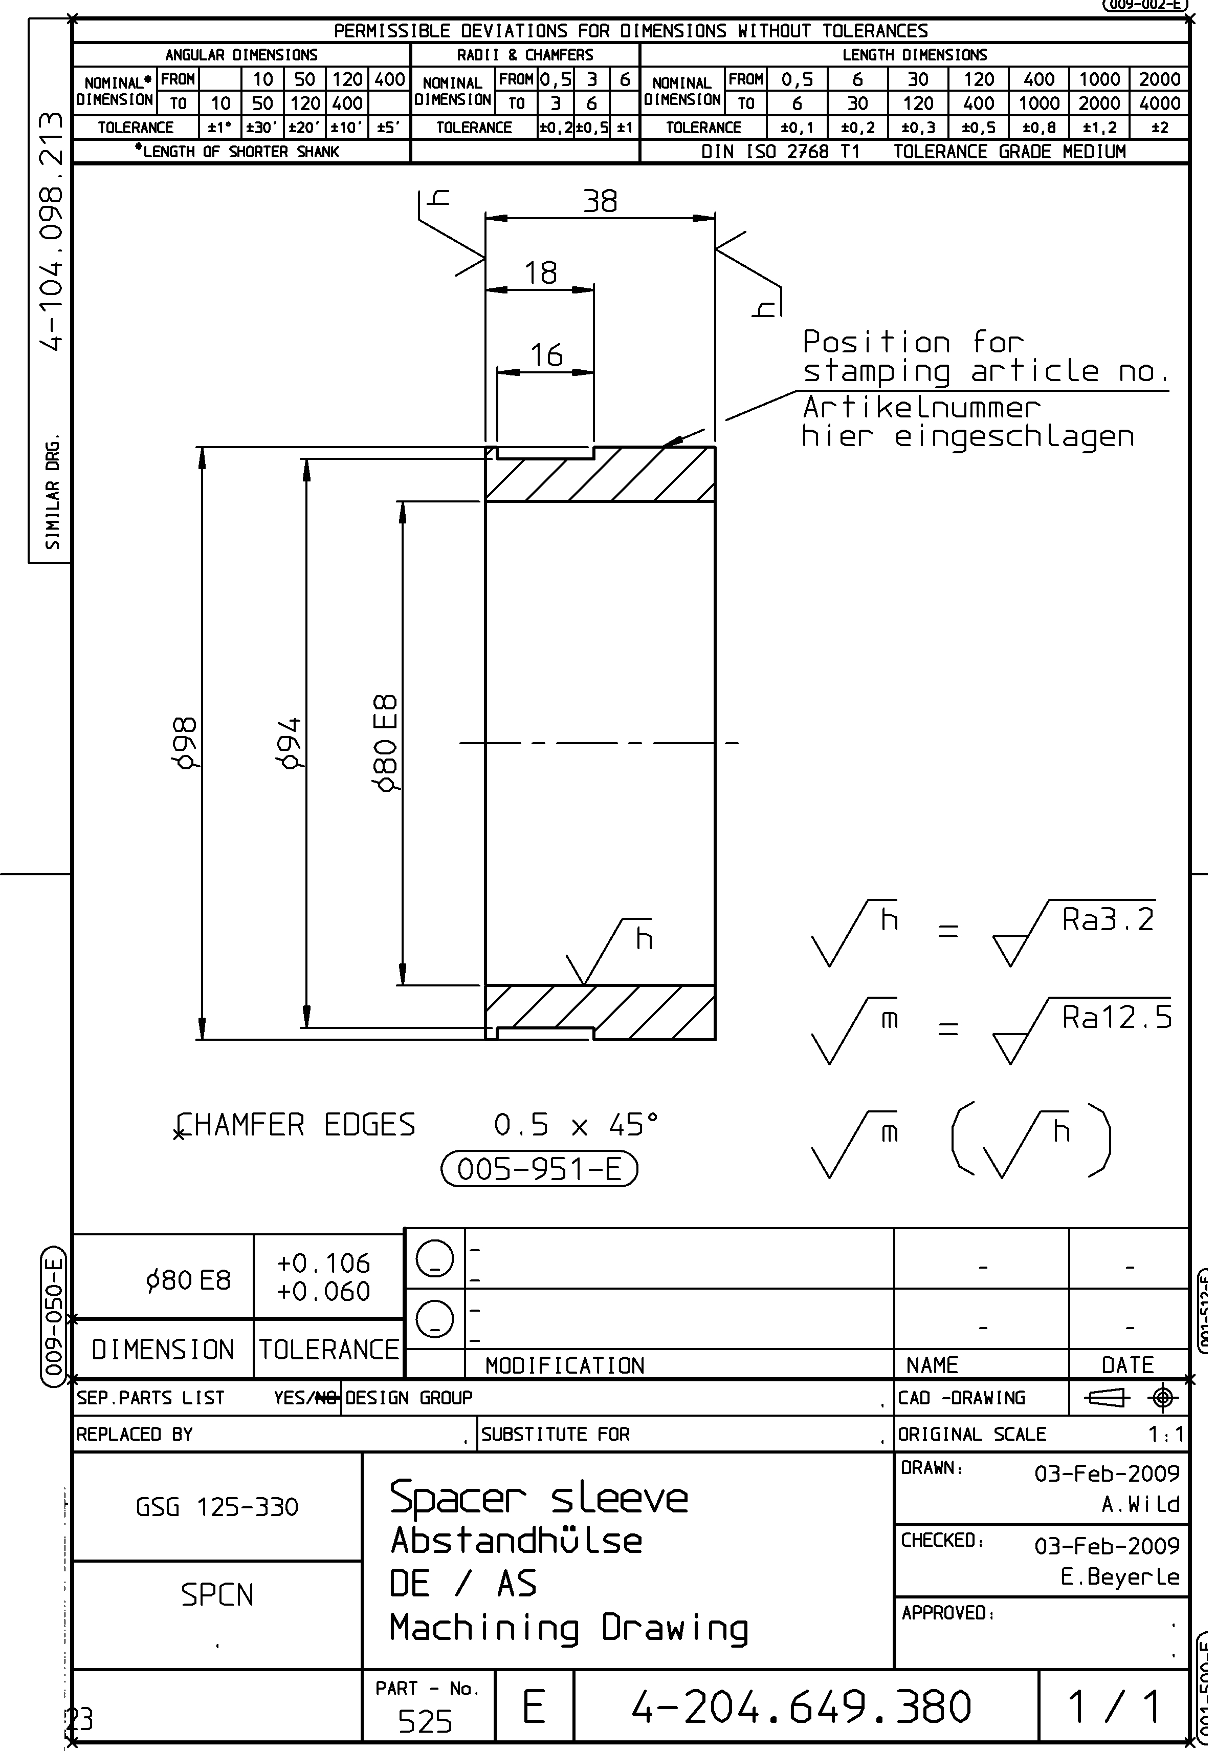 009-002-E
PERMISSIBLE DEVIATIONS FOR DIMENSIONS WITHOUT TOLERANCES
ANGULAR DIMENSIONS RADII & CHAMFERS LENGTH DIMENSIONS
NOMINAL* DIMENSION FROM 10 50 120 400 NOMINAL DIMENSION FROM 0,5 3 6 NOMINAL DIMENSION FROM 0,5 6 30 120 400 1000 2000
TO 10 50 120 400 TO 3 6 TO 6 30 120 400 1000 2000 4000
TOLERANCE ±1° ±30' ±20' ±10' ±5' TOLERANCE ±0,2 ±0,5 ±1 TOLERANCE ±0,1 ±0,2 ±0,3 ±0,5 ±0,8 ±1,2 ±2
*LENGTH OF SHORTER SHANK DIN ISO 2768 T1 TOLERANCE GRADE MEDIUM
4-104.098.213
SIMILAR DRG.
h
38
18
h
16
Position for
stamping article no.
Artikelnummer
hier eingeschlagen
ϕ98
ϕ94
ϕ80 E8
h
h = Ra3.2
m = Ra12.5
m ( h )
CHAMFER EDGES 0.5 x 45°
005-951-E
009-050-E
ϕ80 E8 +0.106
+0.060
DIMENSION TOLERANCE
- - -
-
-
- - -
-
-
MODIFICATION NAME DATE
001-512-E
SEP.PARTS LIST YES/NO DESIGN GROUP . CAD -DRAWING
REPLACED BY . SUBSTITUTE FOR . ORIGINAL SCALE 1:1
GSG 125-330
SPCN
.
Spacer sleeve
Abstandhülse
DE / AS
Machining Drawing
DRAWN: 03-Feb-2009
A.Wild
CHECKED: 03-Feb-2009
E.Beyerle
APPROVED: .
.
23
PART - No.
525
E
4-204.649.380
1 / 1
001-500-E